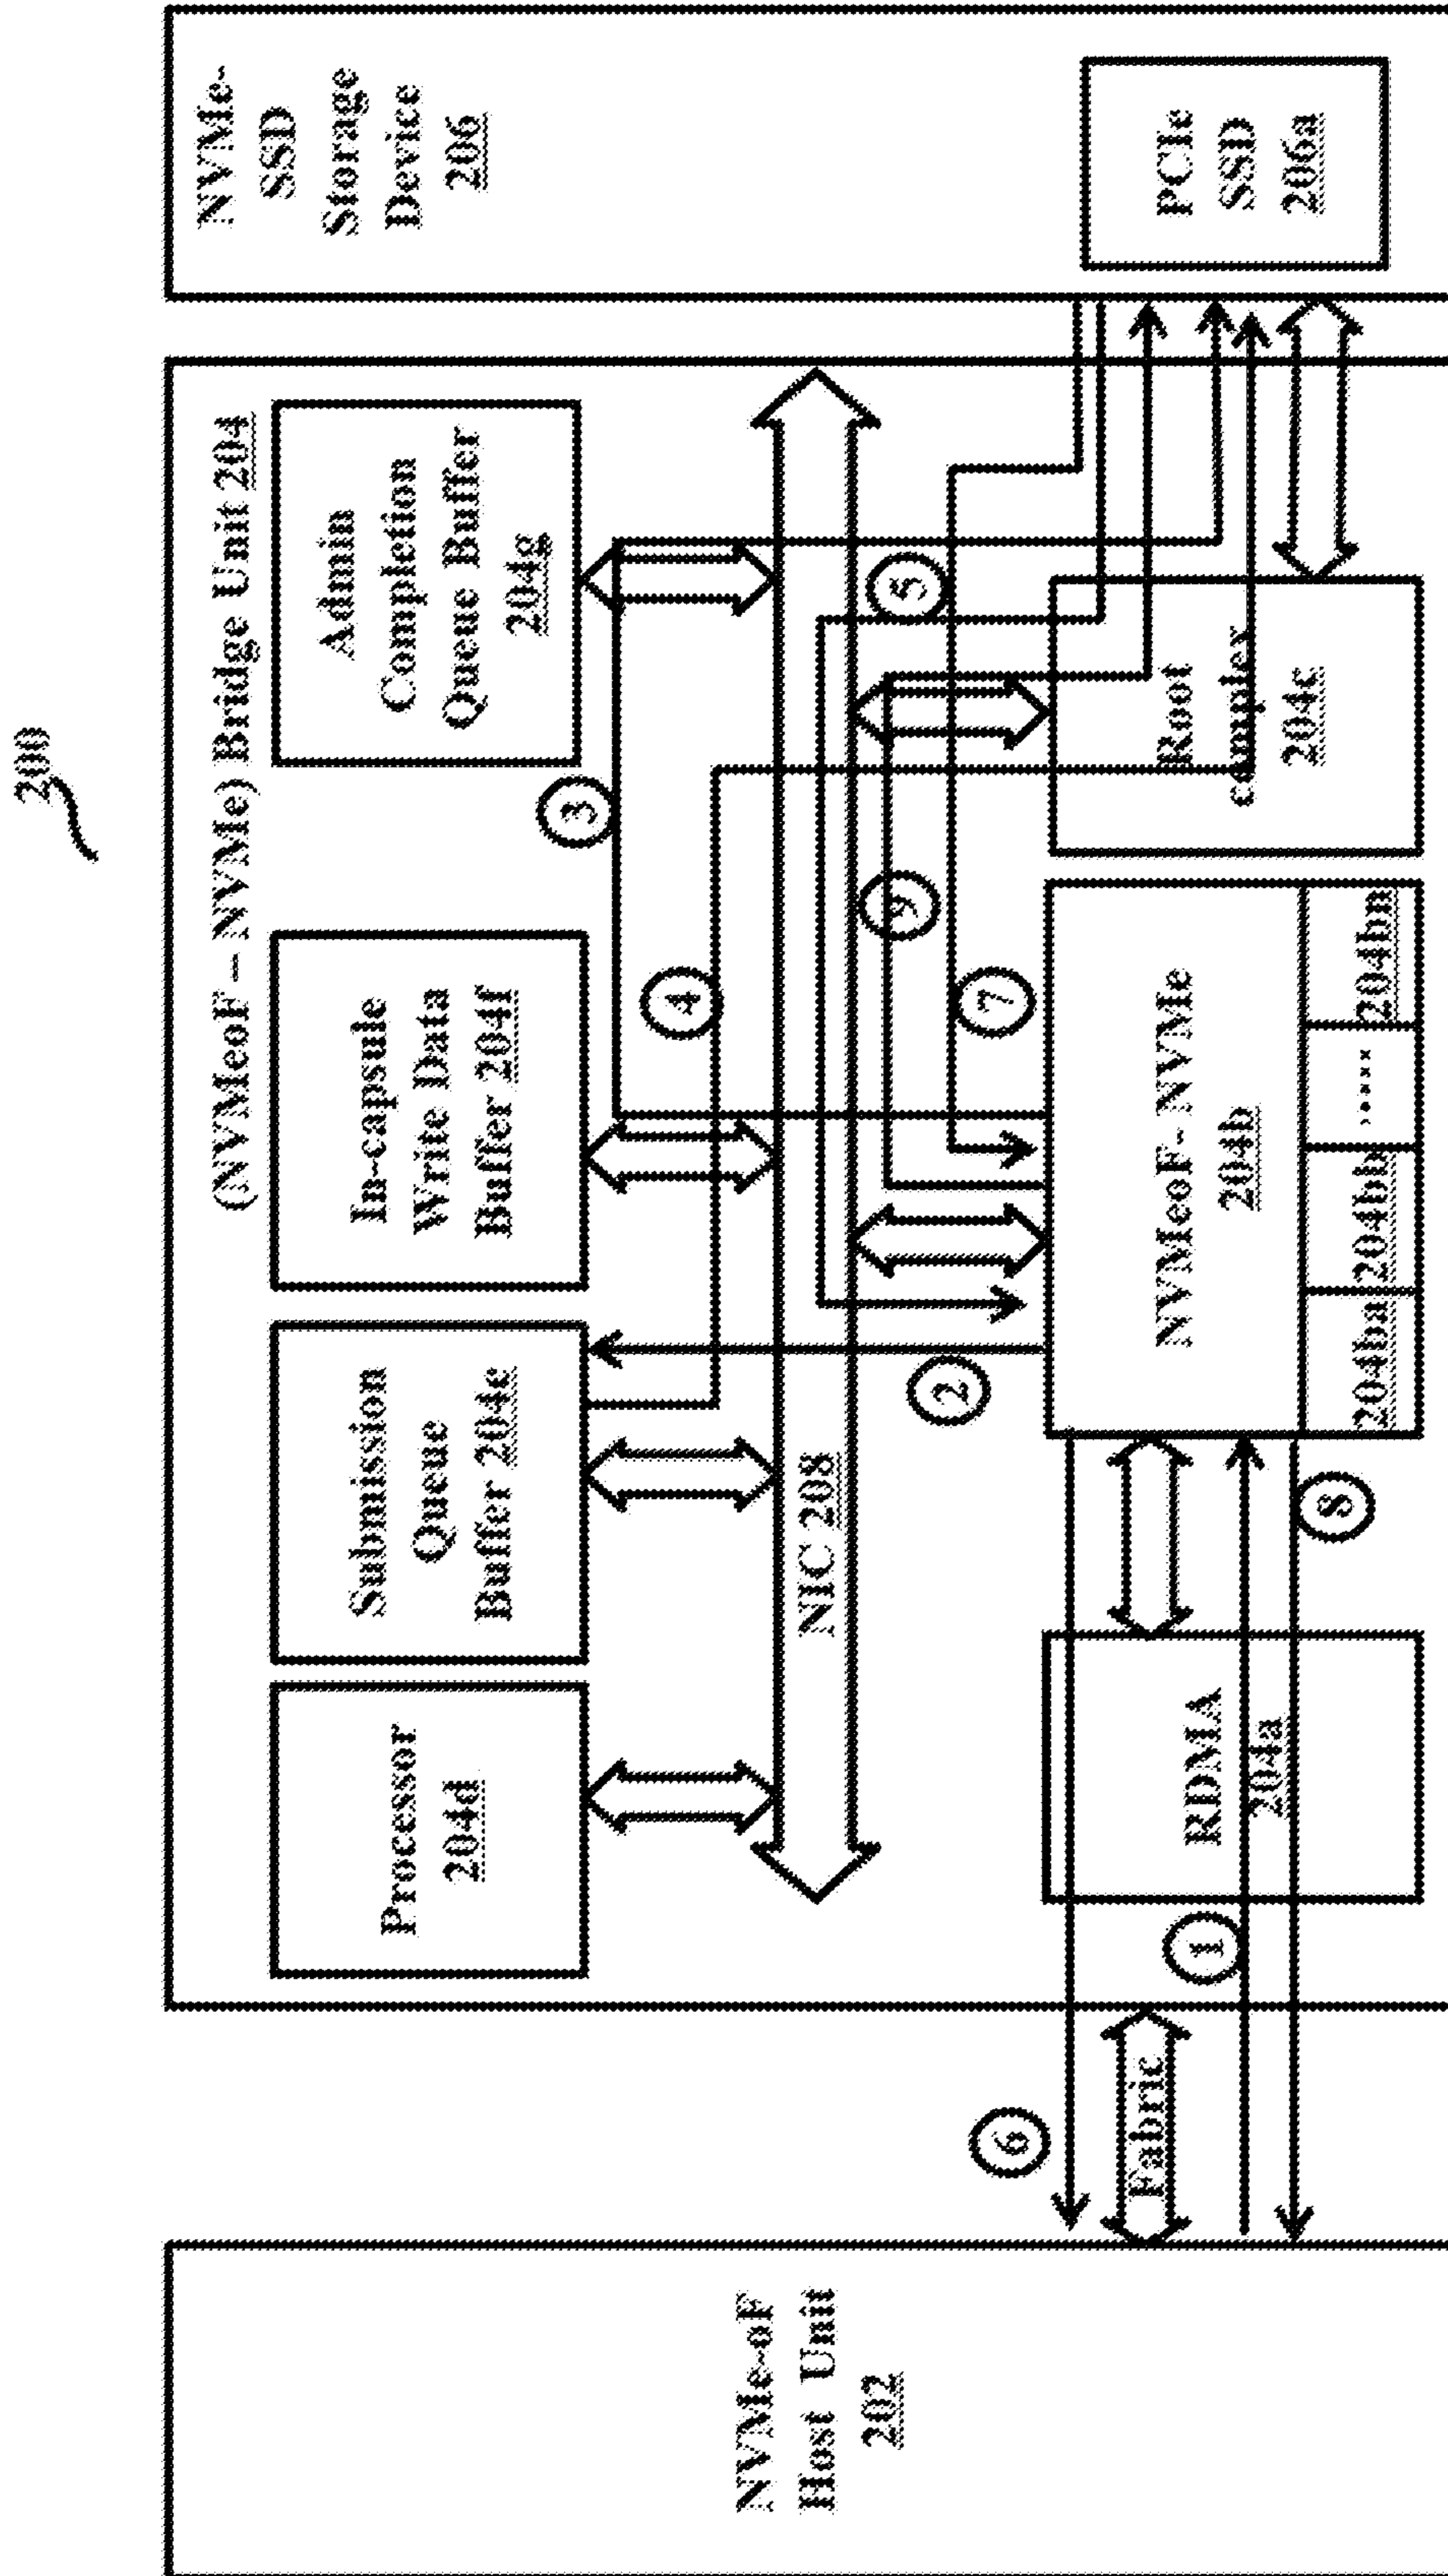 200
NVMe-oF
Host Unit
202
Fabric
(NVMeoF – NVMe) Bridge Unit 204
Processor
204d
Submission
Queue
Buffer 204e
In-capsule
Write Data
Buffer 204f
Admin
Completion
Queue Buffer
204g
NIC 208
RDMA
204a
NVMeoF- NVMe
204b
204ba
204bb
.....
204bn
Root
complex
204c
NVMe-
SSD
Storage
Device
206
PCIe
SSD
206a
1
2
3
4
5
6
7
8
9